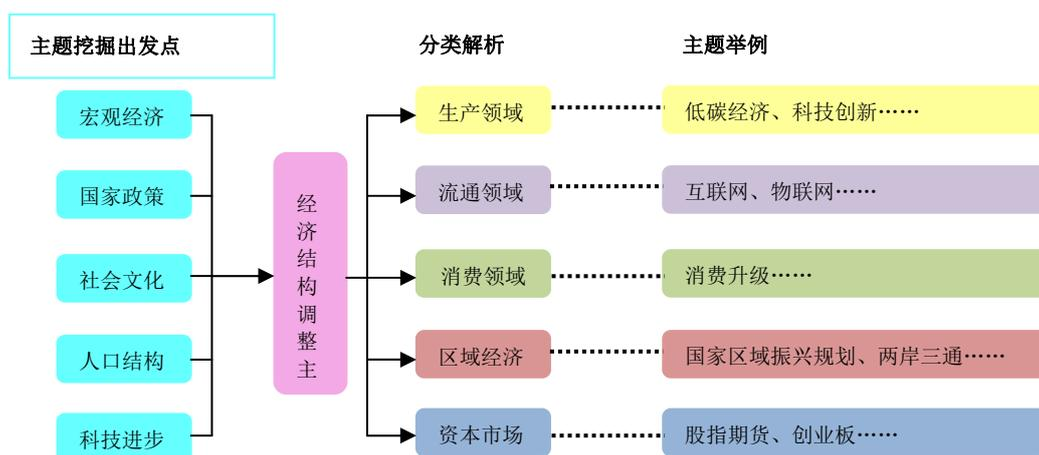 主题挖掘出发点
分类解析
主题举例
宏观经济
国家政策
社会文化
人口结构
科技进步
经
济
结
构
调
整
主
生产领域
低碳经济、科技创新……
流通领域
互联网、物联网……
消费领域
消费升级……
区域经济
国家区域振兴规划、两岸三通……
资本市场
股指期货、创业板……